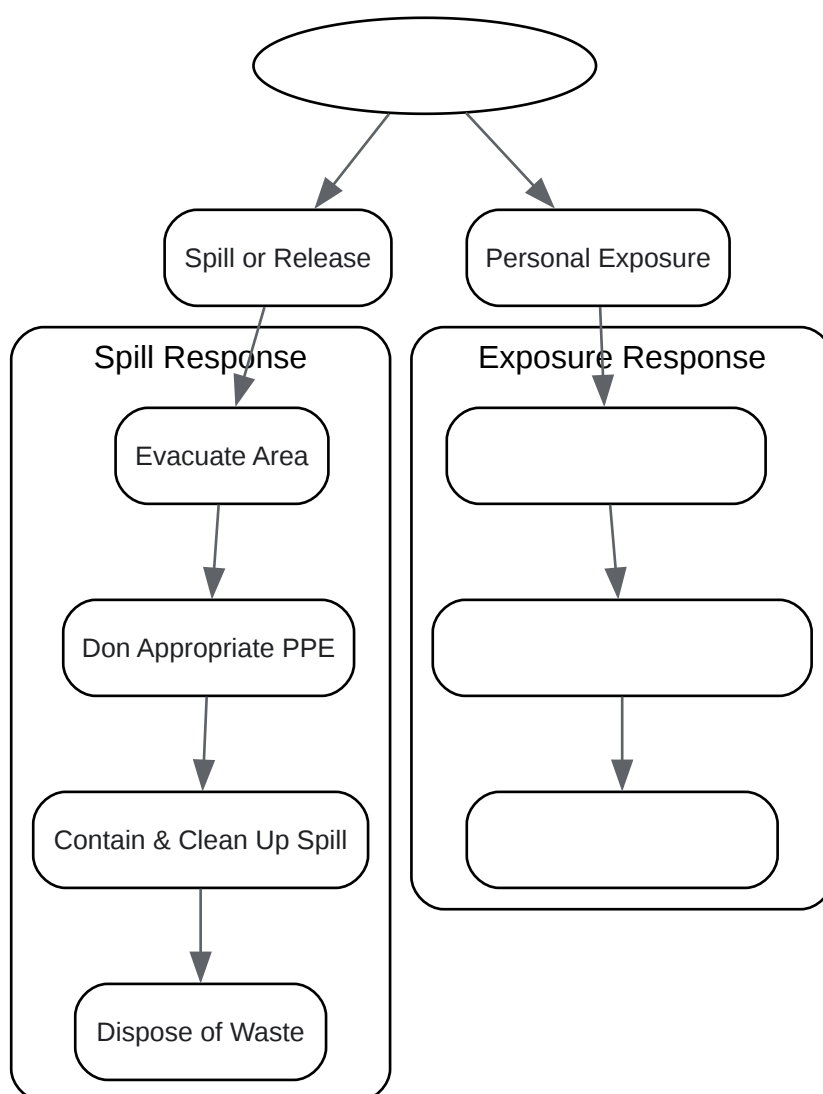 Spill or Release
Personal Exposure
Spill Response
Exposure Response
Evacuate Area
Don Appropriate PPE
Contain & Clean Up Spill
Dispose of Waste